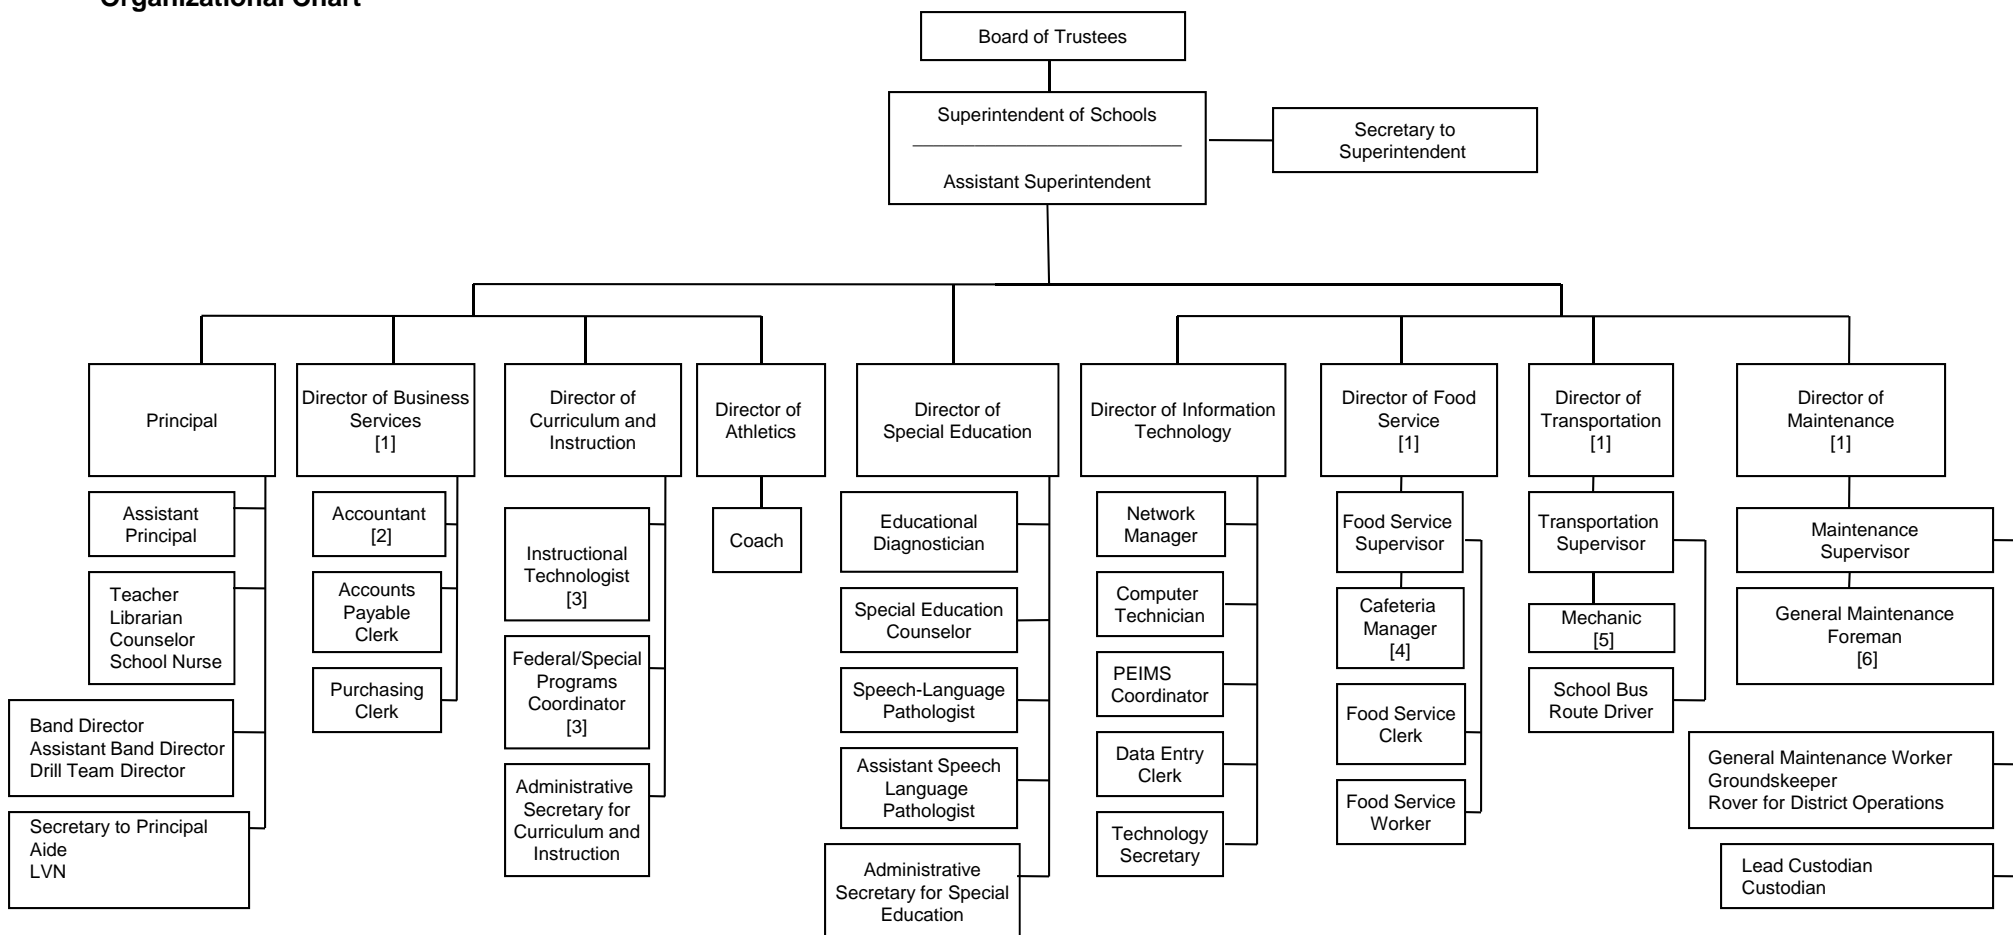 Organizational Chart
Board of Trustees
Superintendent of Schools
Assistant Superintendent
Secretary to
Superintendent
Principal
Director of Business
Services
[1]
Director of
Curriculum and
Instruction
Director of
Athletics
Director of
Special Education
Director of Information
Technology
Director of Food
Service
[1]
Director of
Transportation
[1]
Director of
Maintenance
[1]
Assistant
Principal
Teacher
Librarian
Counselor
School Nurse
Band Director
Assistant Band Director
Drill Team Director
Secretary to Principal
Aide
LVN
Accountant
[2]
Accounts
Payable
Clerk
Purchasing
Clerk
Instructional
Technologist
[3]
Federal/Special
Programs
Coordinator
[3]
Administrative
Secretary for
Curriculum and
Instruction
Coach
Educational
Diagnostician
Special Education
Counselor
Speech-Language
Pathologist
Assistant Speech
Language
Pathologist
Administrative
Secretary for Special
Education
Network
Manager
Computer
Technician
PEIMS
Coordinator
Data Entry
Clerk
Technology
Secretary
Food Service
Supervisor
Cafeteria
Manager
[4]
Food Service
Clerk
Food Service
Worker
Transportation
Supervisor
Mechanic
[5]
School Bus
Route Driver
Maintenance
Supervisor
General Maintenance
Foreman
[6]
General Maintenance Worker
Groundskeeper
Rover for District Operations
Lead Custodian
Custodian